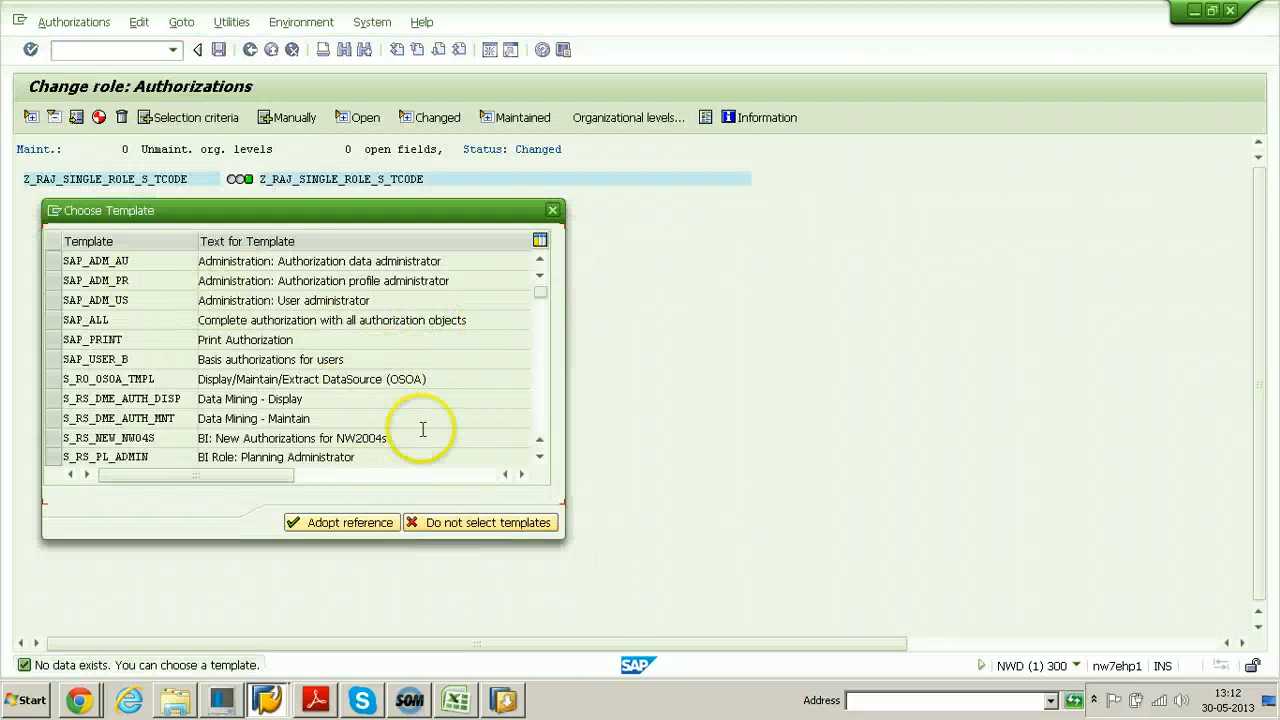 Authorizations Edit Goto Utilities Environment System Help
Change role: Authorizations
Selection criteria Manually Open Changed Maintained Organizational levels... Information
Maint.: 0 Unmaint. org. levels 0 open fields, Status: Changed
Z_RAJ_SINGLE_ROLE_S_TCODE Z_RAJ_SINGLE_ROLE_S_TCODE
Choose Template
Template Text for Template
SAP_ADM_AU Administration: Authorization data administrator
SAP_ADM_PR Administration: Authorization profile administrator
SAP_ADM_US Administration: User administrator
SAP_ALL Complete authorization with all authorization objects
SAP_PRINT Print Authorization
SAP_USER_B Basis authorizations for users
S_RO_OSOA_TMPL Display/Maintain/Extract DataSource (OSOA)
S_RS_DME_AUTH_DISP Data Mining - Display
S_RS_DME_AUTH_MNT Data Mining - Maintain
S_RS_NEW_NW04S BI: New Authorizations for NW2004s
S_RS_PL_ADMIN BI Role: Planning Administrator
Adopt reference Do not select templates
No data exists. You can choose a template. SAP NWD (1) 300 nw7ehp1 INS
Start SOM Address 13:12
30-05-2013